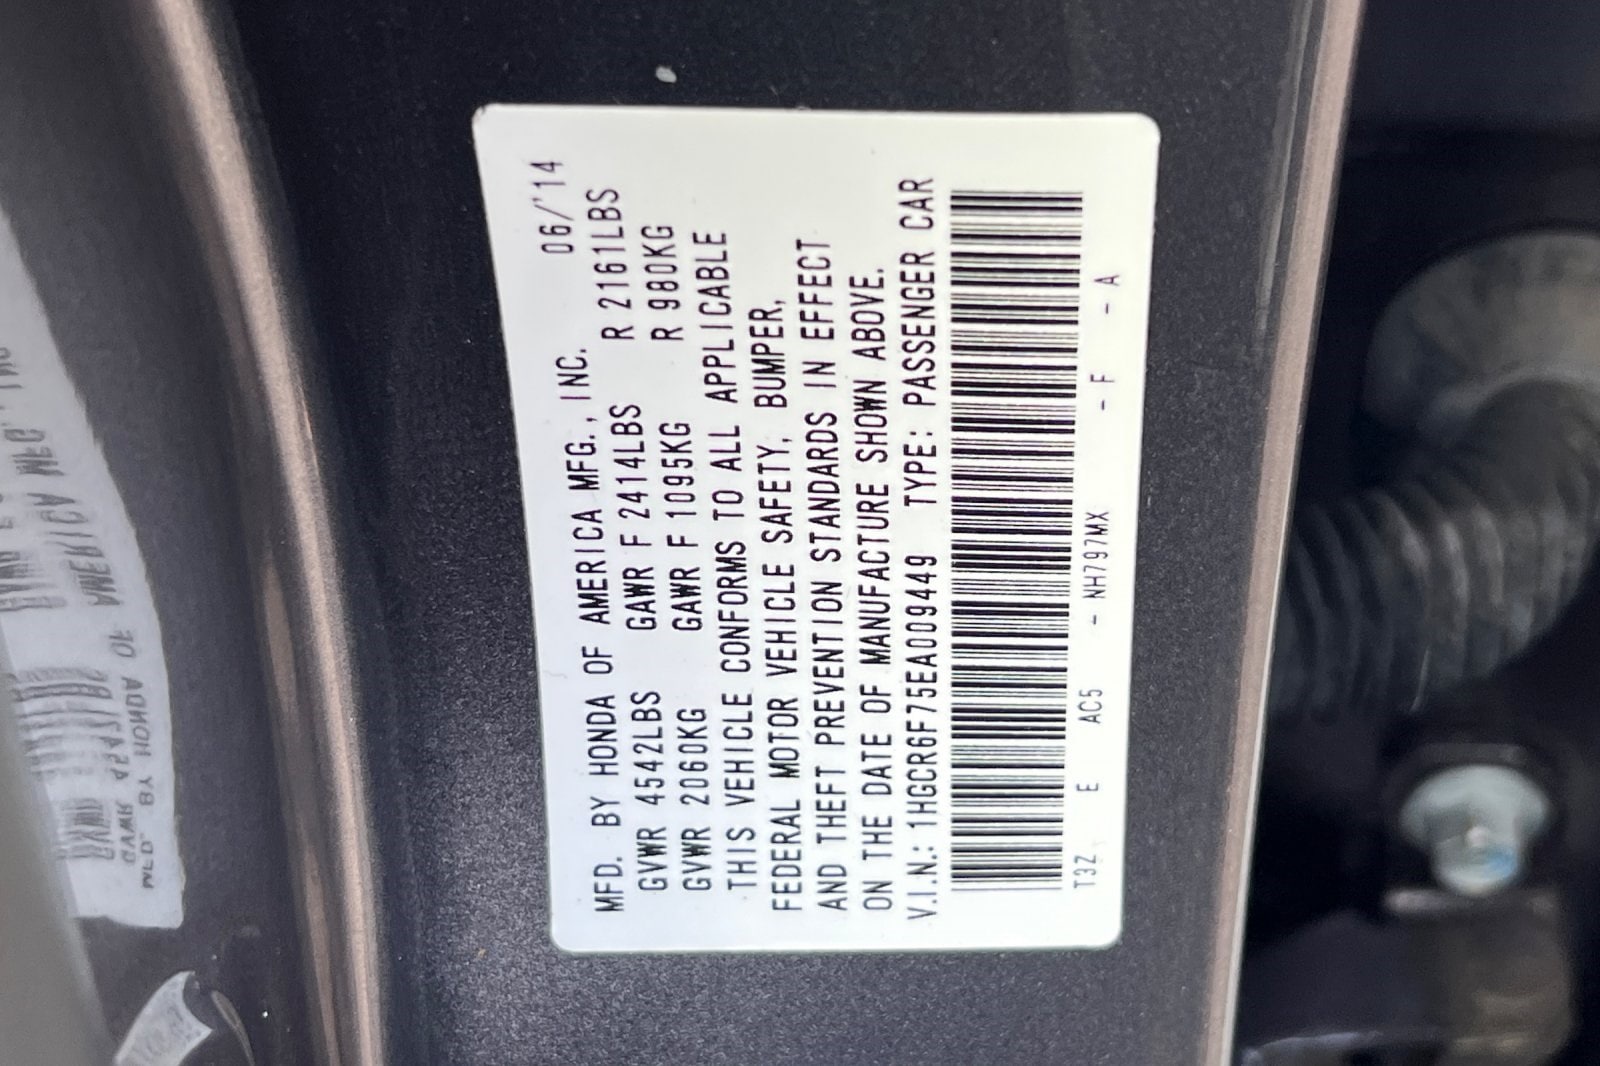 MFD. BY HONDA OF AMERICA MFG., INC. 06/'14
GVWR 4542LBS GAWR F 2414LBS R 2161LBS
GVWR 2060KG GAWR F 1095KG R 980KG
THIS VEHICLE CONFORMS TO ALL APPLICABLE
FEDERAL MOTOR VEHICLE SAFETY, BUMPER,
AND THEFT PREVENTION STANDARDS IN EFFECT
ON THE DATE OF MANUFACTURE SHOWN ABOVE.
V.I.N.: 1HGCR6F75EA009449 TYPE: PASSENGER CAR
T3Z E AC5 - NH797MX - F - A